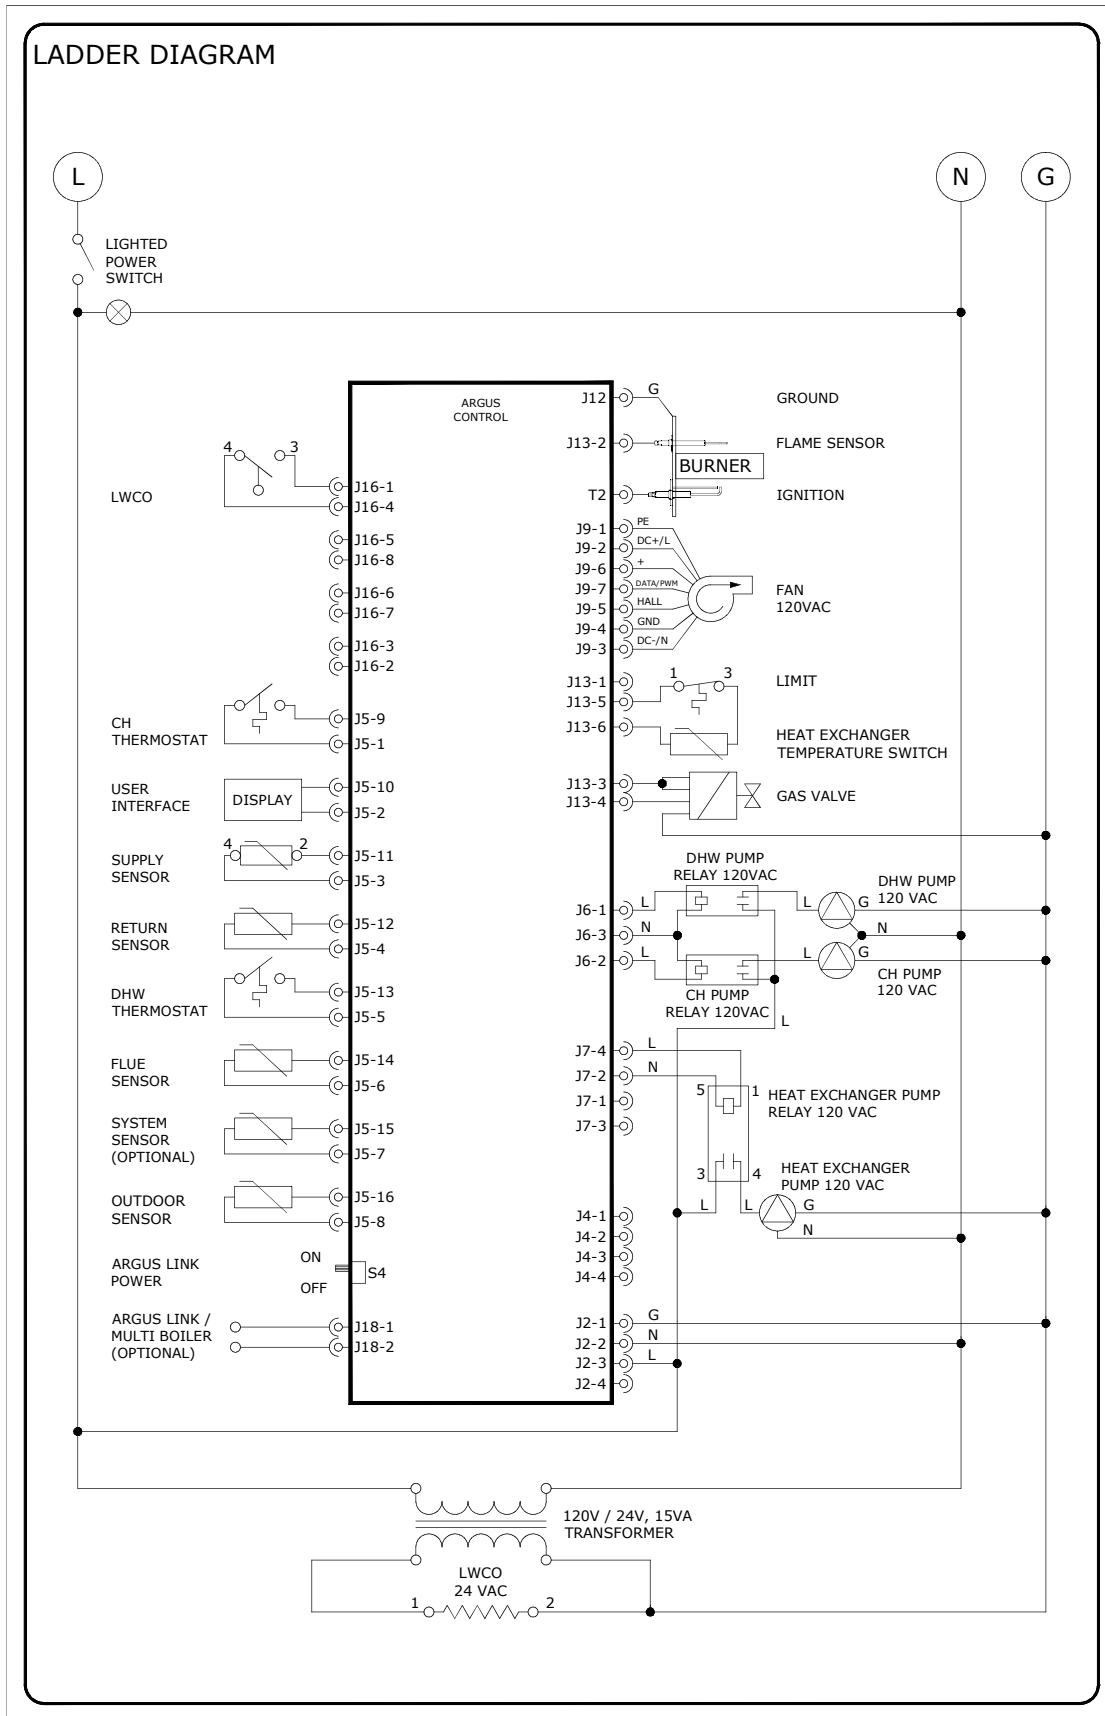 LADDER DIAGRAM
L
N
G
LIGHTED
POWER
SWITCH
ARGUS
CONTROL
LWCO
4
3
J16-1
J16-4
J16-5
J16-8
J16-6
J16-7
J16-3
J16-2
CH
THERMOSTAT
J5-9
J5-1
USER
INTERFACE
DISPLAY
J5-10
J5-2
SUPPLY
SENSOR
4
2
J5-11
J5-3
RETURN
SENSOR
J5-12
J5-4
DHW
THERMOSTAT
J5-13
J5-5
FLUE
SENSOR
J5-14
J5-6
SYSTEM
SENSOR
(OPTIONAL)
J5-15
J5-7
OUTDOOR
SENSOR
J5-16
J5-8
ARGUS LINK
POWER
ON
OFF
S4
ARGUS LINK /
MULTI BOILER
(OPTIONAL)
J18-1
J18-2
J12
G
GROUND
J13-2
FLAME SENSOR
BURNER
T2
IGNITION
J9-1
PE
J9-2
DC+/L
J9-6
+
J9-7
DATA/PWM
J9-5
HALL
J9-4
GND
J9-3
DC-/N
FAN
120VAC
J13-1
J13-5
J13-6
1
3
LIMIT
HEAT EXCHANGER
TEMPERATURE SWITCH
J13-3
J13-4
GAS VALVE
DHW PUMP
RELAY 120VAC
DHW PUMP
120 VAC
J6-1
L
L
G
J6-3
N
N
J6-2
L
L
G
CH PUMP
RELAY 120VAC
CH PUMP
120 VAC
L
J7-4
L
J7-2
N
J7-1
J7-3
5
1
HEAT EXCHANGER PUMP
RELAY 120 VAC
3
4
HEAT EXCHANGER
PUMP 120 VAC
L
L
G
N
J4-1
J4-2
J4-3
J4-4
J2-1
G
J2-2
N
J2-3
L
J2-4
120V / 24V, 15VA
TRANSFORMER
LWCO
24 VAC
1
2